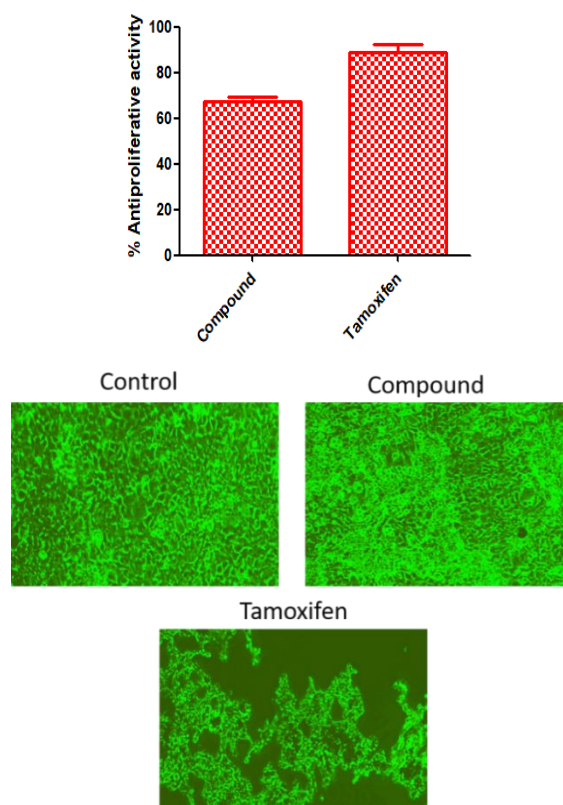 % Antiproliferative activity
100
80
60
40
20
0
Compound
Tamoxifen
Control
Compound
Tamoxifen